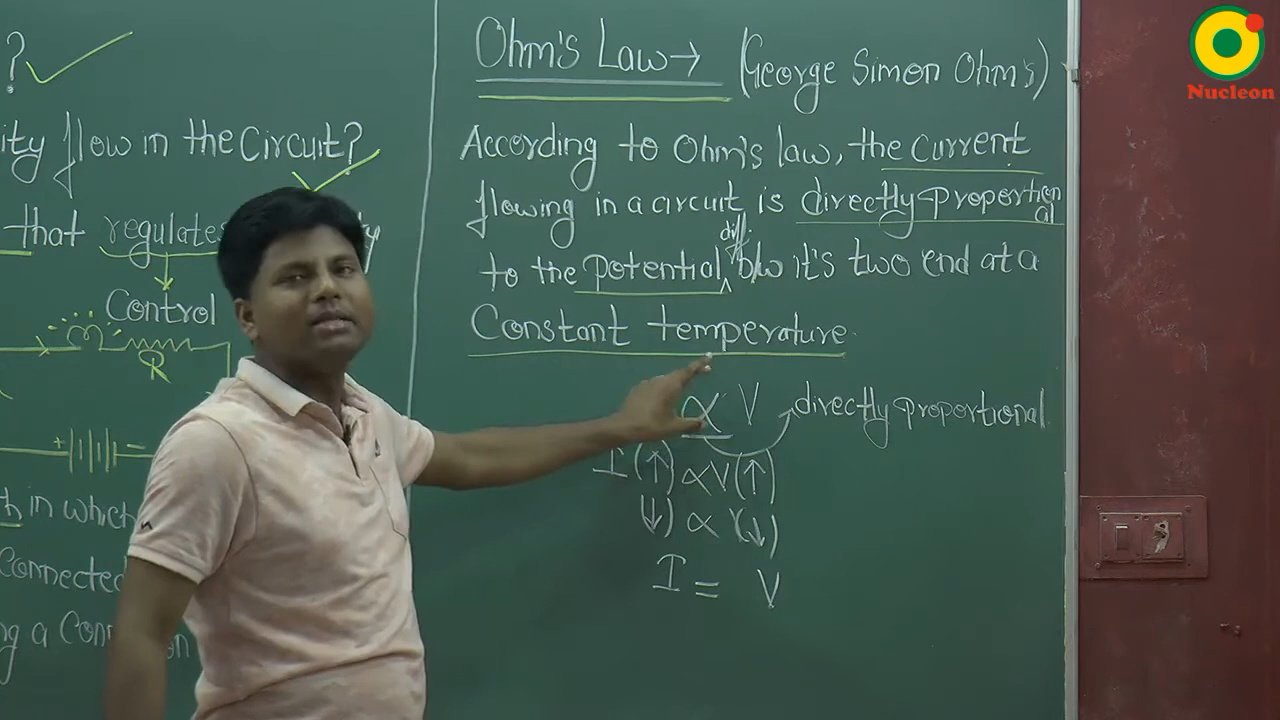 ?
ity flow in the Circuit?
that regulates
Control
R
+
in which
Connected
a
Ohm's Law → (George Simon Ohm's)
According to Ohm's law, the current
flowing in a circuit is directly proportional
diff.
to the potential b/w it's two end at a
Constant temperature.
∝ V directly proportional
I (↑) ∝ V(↑)
(↓) ∝ V(↓)
I = V
Nucleon